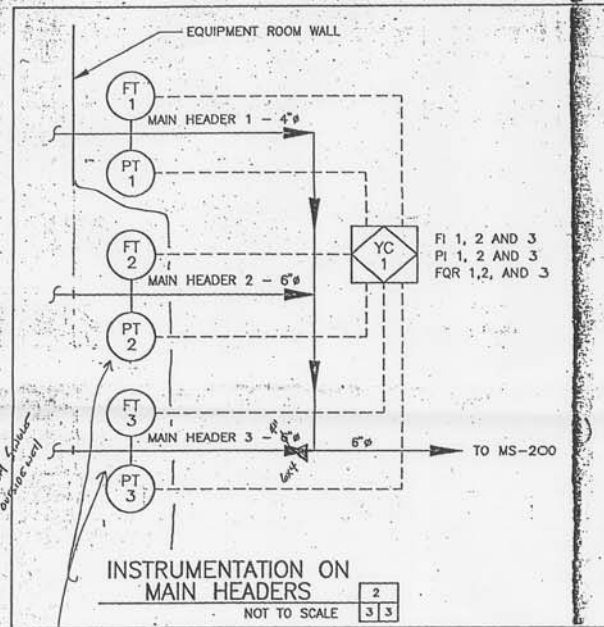 EQUIPMENT ROOM WALL
FT
1
MAIN HEADER 1 - 4"ø
PT
1
FT
2
YC
1
FI 1, 2 AND 3
PI 1, 2 AND 3
FQR 1,2, AND 3
MAIN HEADER 2 - 6"ø
PT
2
FT
3
MAIN HEADER 3 - 6"ø
6"ø
TO MS-200
6x4
PT
3
OUTSIDE
INSTRUMENTATION ON
MAIN HEADERS
NOT TO SCALE
2
3 3